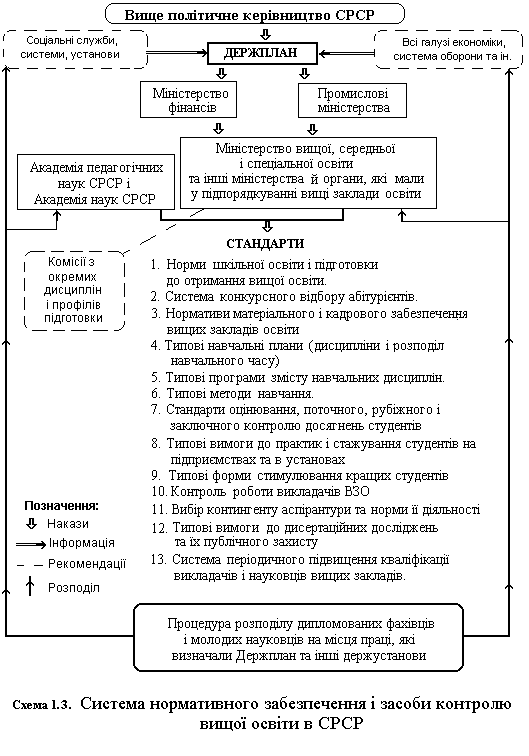 Вище політичне керівництво СРСР
Соціальні служби,
системи, установи
ДЕРЖПЛАН
Всі галузі економіки,
система оборони та ін.
Міністерство
фінансів
Промислові
міністерства
Академія педагогічних
наук СРСР і
Академія наук СРСР
Міністерство вищої, середньої
і спеціальної освіти
та інші міністерства й органи, які мали
у підпорядкуванні вищі заклади освіти
Комісії з
окремих
дисциплін
і профілів
підготовки
СТАНДАРТИ
1. Норми шкільної освіти і підготовки
до отримання вищої освіти.
2. Система конкурсного відбору абітурієнтів.
3. Нормативи матеріального і кадрового забезпечення
вищих закладів освіти
4. Типові навчальні плани (дисципліни і розподіл
навчального часу)
5. Типові програми змісту навчальних дисциплін.
6. Типові методи навчання.
7. Стандарти оцінювання, поточного, рубіжного і
заключного контролю досягнень студентів
8. Типові вимоги до практик і стажування студентів на
підприємствах та в установах
9. Типові форми стимулювання кращих студентів
10. Контроль роботи викладачів ВЗО
11. Вибір контингенту аспірантури та норми її діяльності
12. Типові вимоги до дисертаційних досліджень
та їх публічного захисту
13. Система періодичного підвищення кваліфікації
викладачів і науковців вищих закладів.
Позначення:
Накази
Інформація
Рекомендації
Розподіл
Процедура розподілу дипломованих фахівців
і молодих науковців на місця праці, які
визначали Держплан та інші держустанови
Схема 1.3. Система нормативного забезпечення і засоби контролю
вищої освіти в СРСР